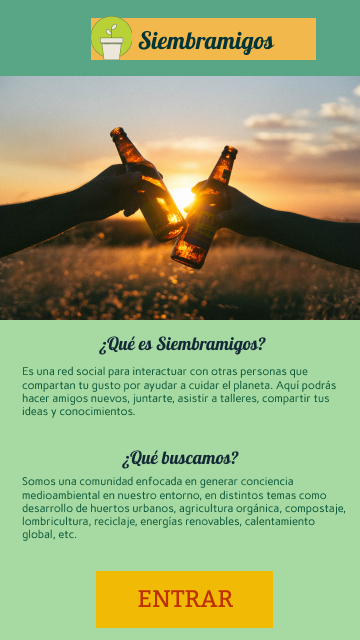 Siembramigos
¿Qué es Siembramigos?
Es una red social para interactuar con otras personas que
compartan tu gusto por ayudar a cuidar el planeta. Aquí podrás
hacer amigos nuevos, juntarte, asistir a talleres, compartir tus
ideas y conocimientos.
¿Qué buscamos?
Somos una comunidad enfocada en generar conciencia
medioambiental en nuestro entorno, en distintos temas como
desarrollo de huertos urbanos, agricultura orgánica, compostaje,
lombricultura, reciclaje, energías renovables, calentamiento
global, etc.
ENTRAR